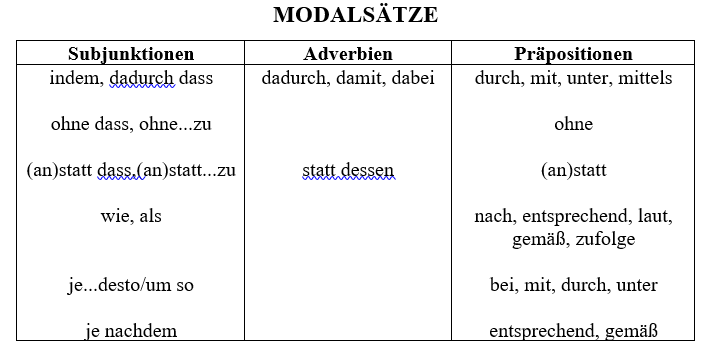 MODALSÄTZE
Subjunktionen Adverbien Präpositionen
indem, dadurch dass dadurch, damit, dabei durch, mit, unter, mittels
ohne dass, ohne...zu ohne
(an)statt dass,(an)statt...zu statt dessen (an)statt
wie, als nach, entsprechend, laut,
gemäß, zufolge
je...desto/um so bei, mit, durch, unter
je nachdem entsprechend, gemäß